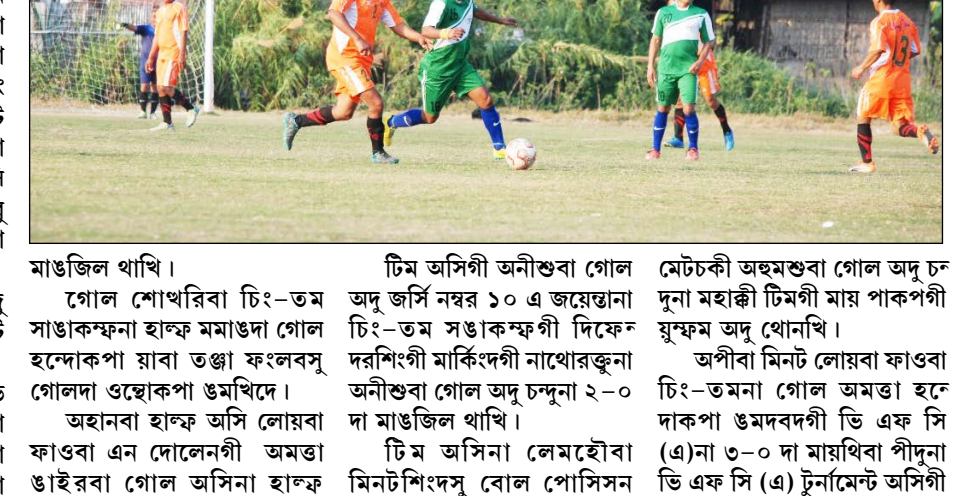 মাঙজিল থাখি।
গোল শোত্থরিবা চিং-তম
সাঙাকম্ফনা হাল্ফ মমাঙদা গোল
হন্দোকপা য়াবা তঞ্জা ফংলবসু
গোলদা ওন্থোকপা ঙমখিদে।
অহানবা হাল্ফ অসি লোয়বা
ফাওবা এন দোলেনগী অমত্তা
ঙাইরবা গোল অসিনা হাল্ফ
টিম অসিগী অনীশুবা গোল
অদু জর্সি নম্বর ১০ এ জয়েন্তানা
চিং-তম সঙাকম্ফগী দিফেন
দরশিংগী মার্কিংদগী নাথোরক্তুনা
অনীশুবা গোল অদু চন্দুনা ২-০
দা মাঙজিল থাখি।
টিম অসিনা লেমহৌবা
মিনটশিংদসু বোল পোসিসন
মেটচকী অহুমশুবা গোল অদু চন
দুনা মহাক্কী টিমগী মায় পাকপগী
য়ুম্ফম অদু থোনখি।
অপীবা মিনট লোয়বা ফাওবা
চিং-তমনা গোল অমত্তা হন্দে
দাকপা ঙমদবদগী ভি এফ সি
(এ)না ৩-০ দা মায়থিবা পীদুনা
ভি এফ সি (এ) টুর্নামেন্ট অসিগী